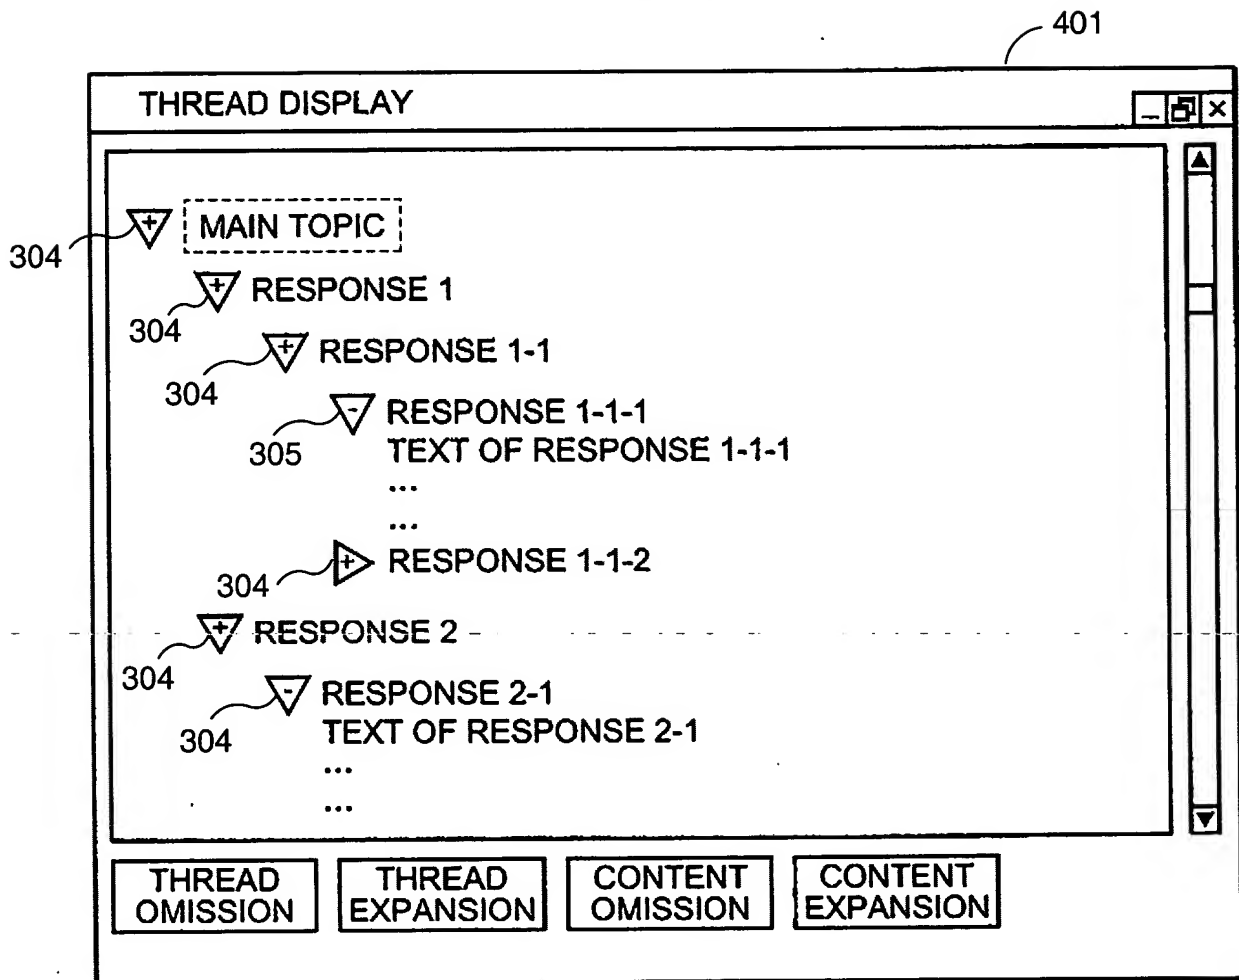 401
THREAD DISPLAY
304 + MAIN TOPIC
304 + RESPONSE 1
304 + RESPONSE 1-1
305 - RESPONSE 1-1-1
TEXT OF RESPONSE 1-1-1
...
...
304 + RESPONSE 1-1-2
304 + RESPONSE 2
304 - RESPONSE 2-1
TEXT OF RESPONSE 2-1
...
...
THREAD OMISSION
THREAD EXPANSION
CONTENT OMISSION
CONTENT EXPANSION